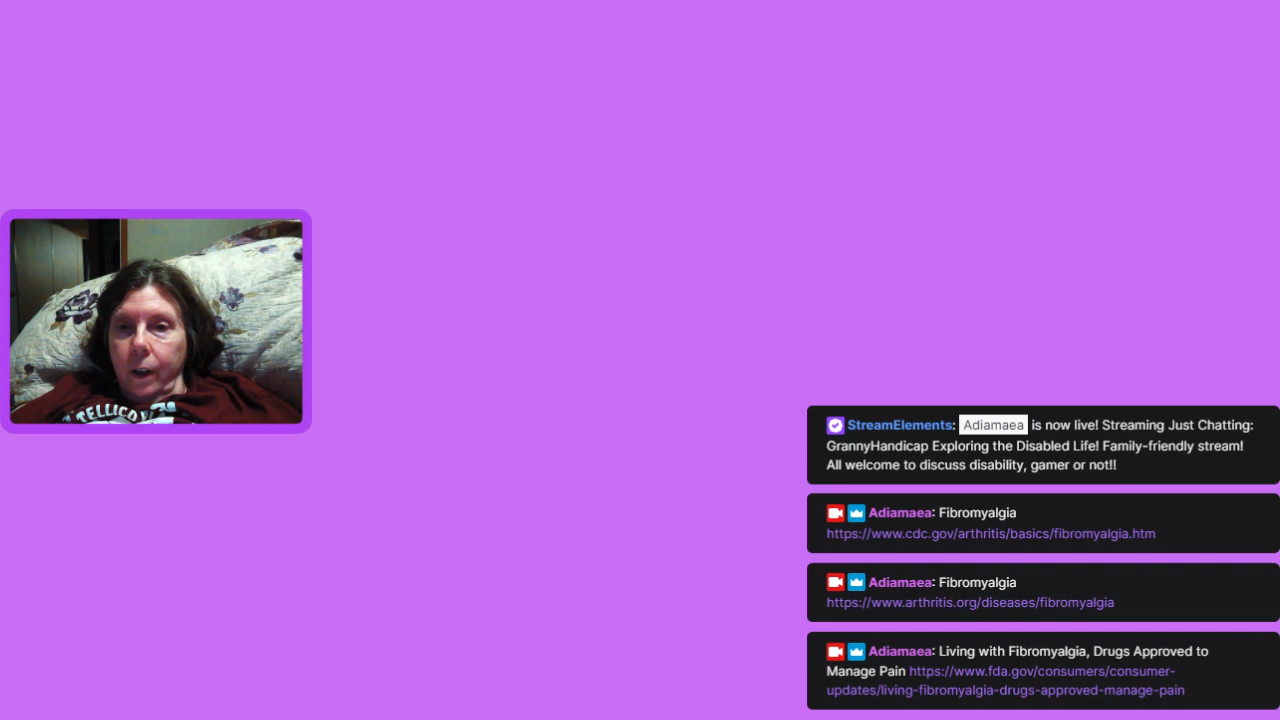 TELLICO
StreamElements: Adiamaea is now live! Streaming Just Chatting:
GrannyHandicap Exploring the Disabled Life! Family-friendly stream!
All welcome to discuss disability, gamer or not!!
Adiamaea: Fibromyalgia
https://www.cdc.gov/arthritis/basics/fibromyalgia.htm
Adiamaea: Fibromyalgia
https://www.arthritis.org/diseases/fibromyalgia
Adiamaea: Living with Fibromyalgia, Drugs Approved to
Manage Pain https://www.fda.gov/consumers/consumer-
updates/living-fibromyalgia-drugs-approved-manage-pain